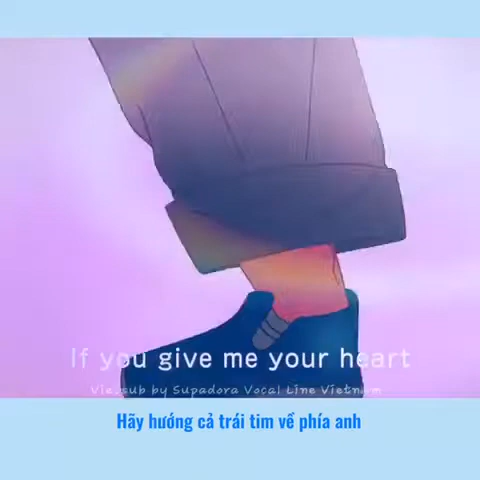 If you give me your heart
Vietsub by Supadora Vocal Line Vietnam
Hãy hướng cả trái tim về phía anh